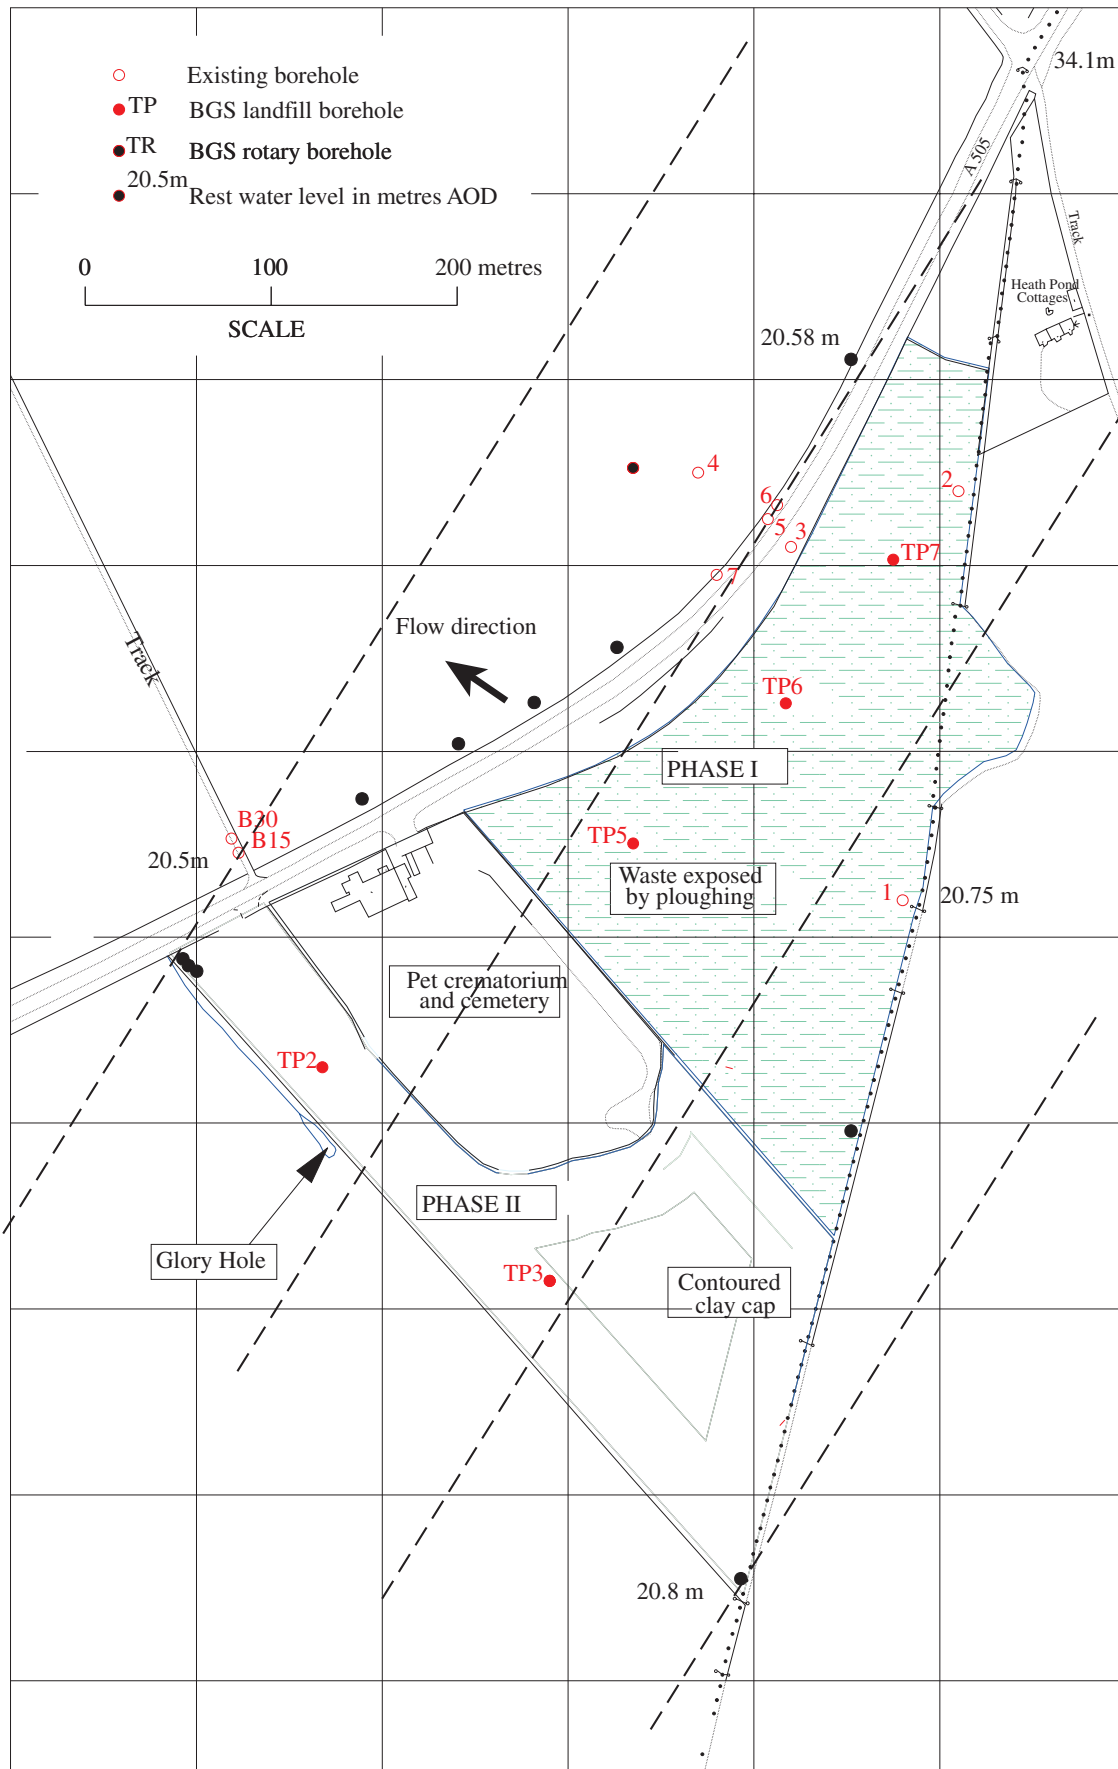 34.1m
Existing borehole
TP BGS landfill borehole
TR BGS rotary borehole
20.5m Rest water level in metres AOD
0 100 200 metres
SCALE
A 505
Track
Heath Pond
Cottages
20.58 m
4
2
6
5
3
TP7
7
Flow direction
Track
TP6
PHASE I
B30
B15
20.5m
TP5
Waste exposed
by ploughing
1
20.75 m
Pet crematorium
and cemetery
TP2
PHASE II
Glory Hole
TP3
Contoured
clay cap
20.8 m